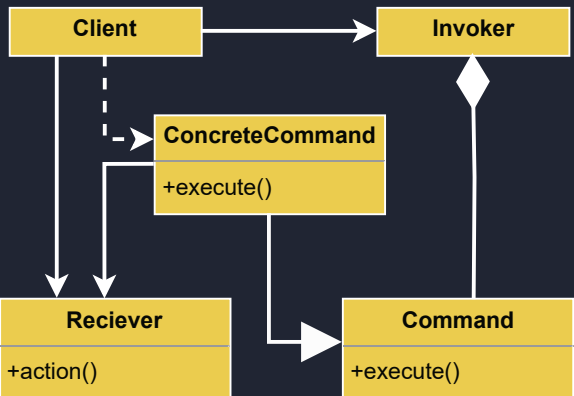 Client
Invoker
ConcreteCommand
+execute()
Reciever
+action()
Command
+execute()